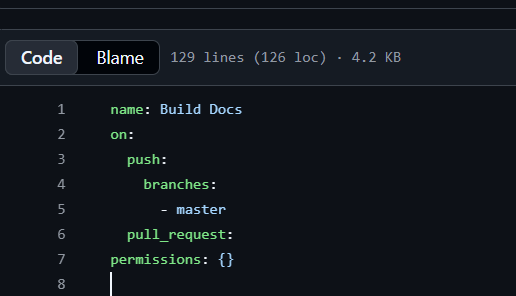 Code Blame 129 lines (126 loc) · 4.2 KB
1 name: Build Docs
2 on:
3   push:
4     branches:
5       - master
6   pull_request:
7 permissions: {}
8